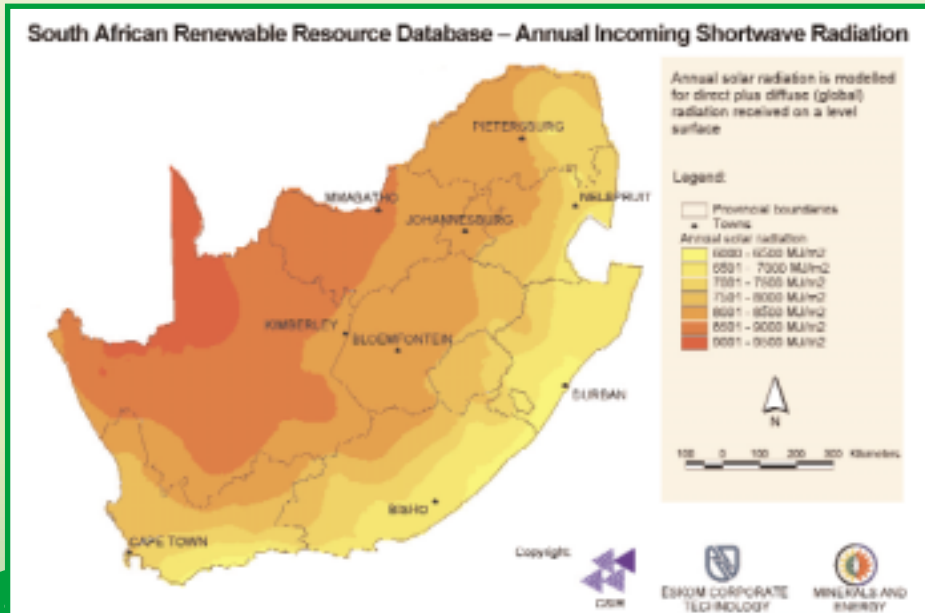 South African Renewable Resource Database – Annual Incoming Shortwave Radiation
Annual solar radiation is modelled
for direct plus diffuse (global)
radiation received on a level
surface
Legend:
Provincial boundaries
Towns
Annual solar radiation
6000 - 6500 MJ/m2
6501 - 7000 MJ/m2
7001 - 7500 MJ/m2
7501 - 8000 MJ/m2
8001 - 8500 MJ/m2
8501 - 9000 MJ/m2
9001 - 9500 MJ/m2
N
100 0 100 200 300 Kilometers
PIETERSBURG
MMABATHO
NELSPRUIT
JOHANNESBURG
KIMBERLEY
BLOEMFONTEIN
DURBAN
BISHO
CAPE TOWN
Copyright:
CSIR
ESKOM CORPORATE
TECHNOLOGY
MINERALS AND
ENERGY